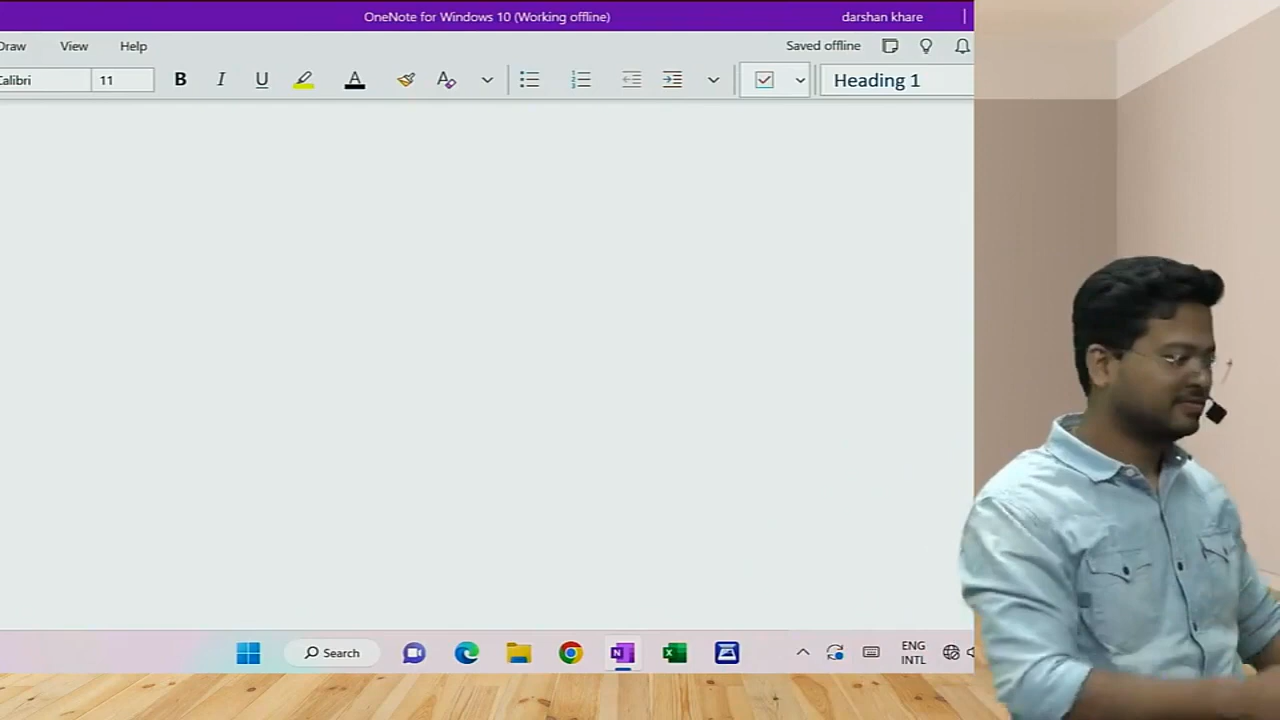 OneNote for Windows 10 (Working offline)
darshan khare
Draw View Help
Saved offline
Calibri 11 B I U A A Heading 1
Search
ENG
INTL